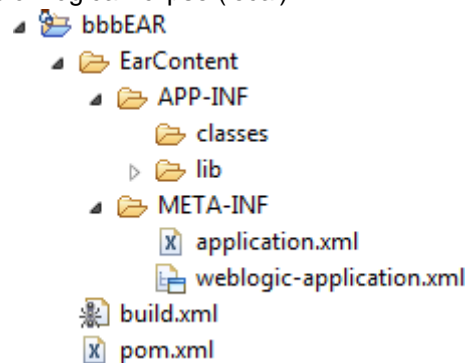 bbbEAR
EarContent
APP-INF
classes
lib
META-INF
application.xml
weblogic-application.xml
build.xml
pom.xml